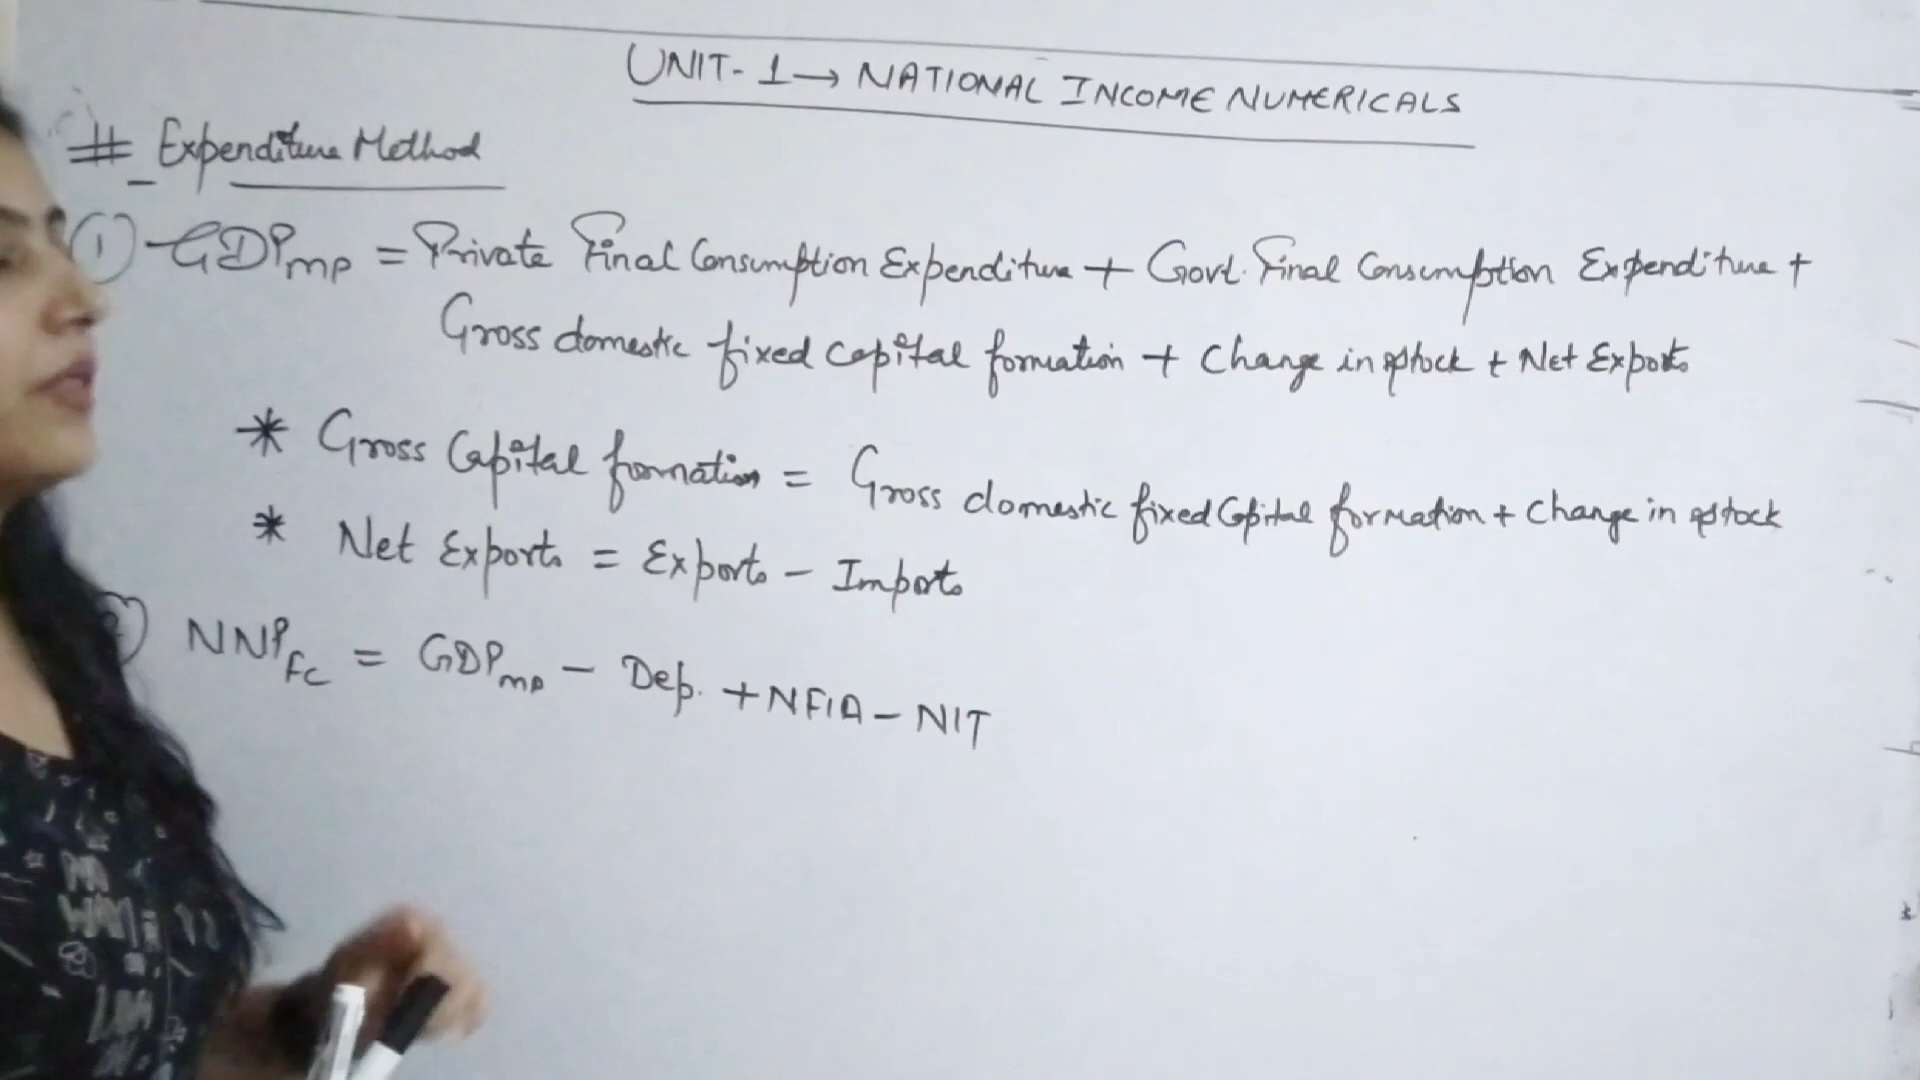 UNIT-1 → NATIONAL INCOME NUMERICALS
# Expenditure Method
① GDPMP = Private Final Consumption Expenditure + Govt. Final Consumption Expenditure +
Gross domestic fixed capital formation + Change in stock + Net Exports
* Gross Capital formation = Gross domestic fixed Capital formation + Change in stock
* Net Exports = Exports - Imports
NNPFC = GDPMP - Dep. + NFIA - NIT